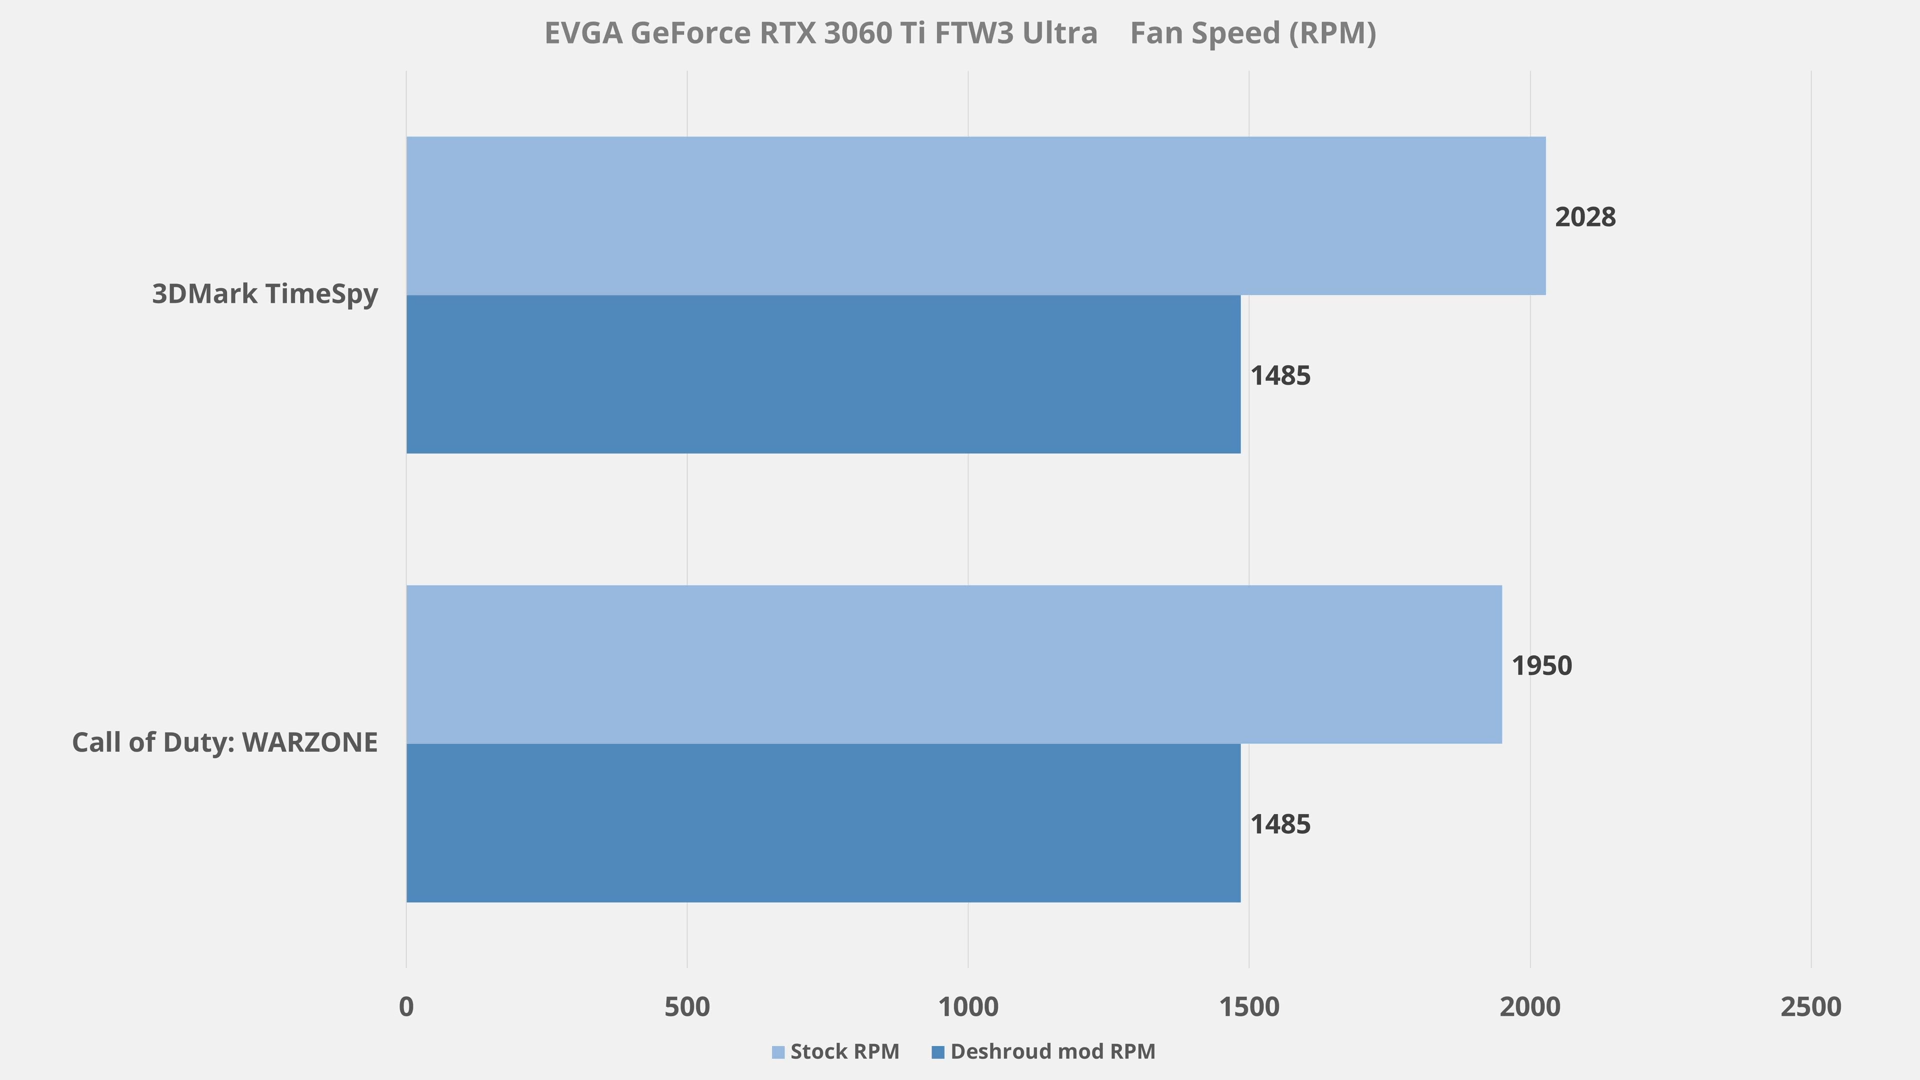 EVGA GeForce RTX 3060 Ti FTW3 Ultra    Fan Speed (RPM)
2028
3DMark TimeSpy
1485
1950
Call of Duty: WARZONE
1485
0 500 1000 1500 2000 2500
Stock RPM Deshroud mod RPM